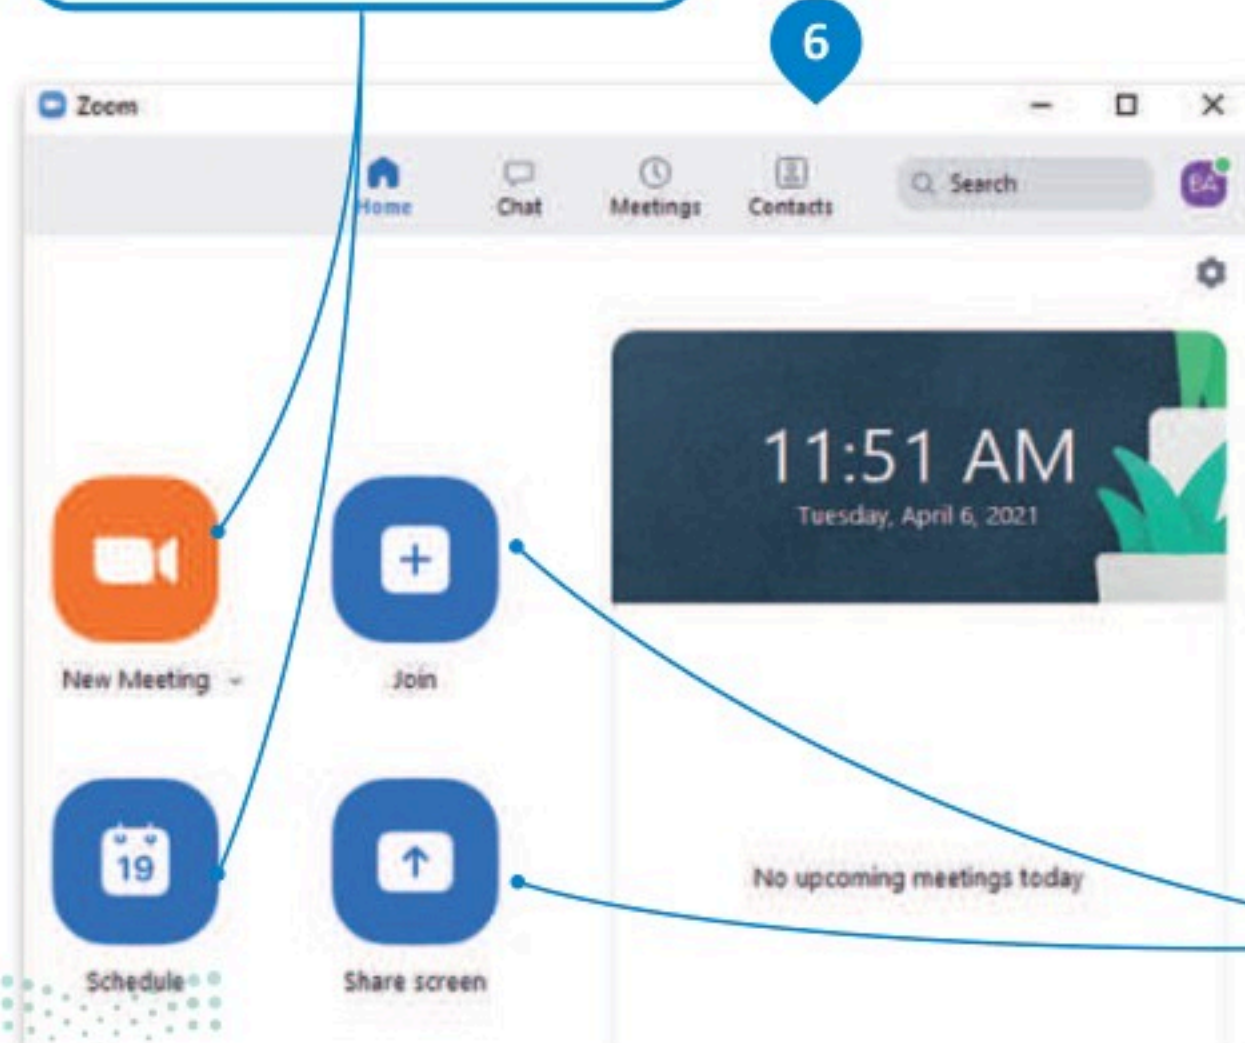 6
Zoom
Home
Chat
Meetings
Contacts
Search
EA
11:51 AM
Tuesday, April 6, 2021
New Meeting
Join
19
No upcoming meetings today
Schedule
Share screen